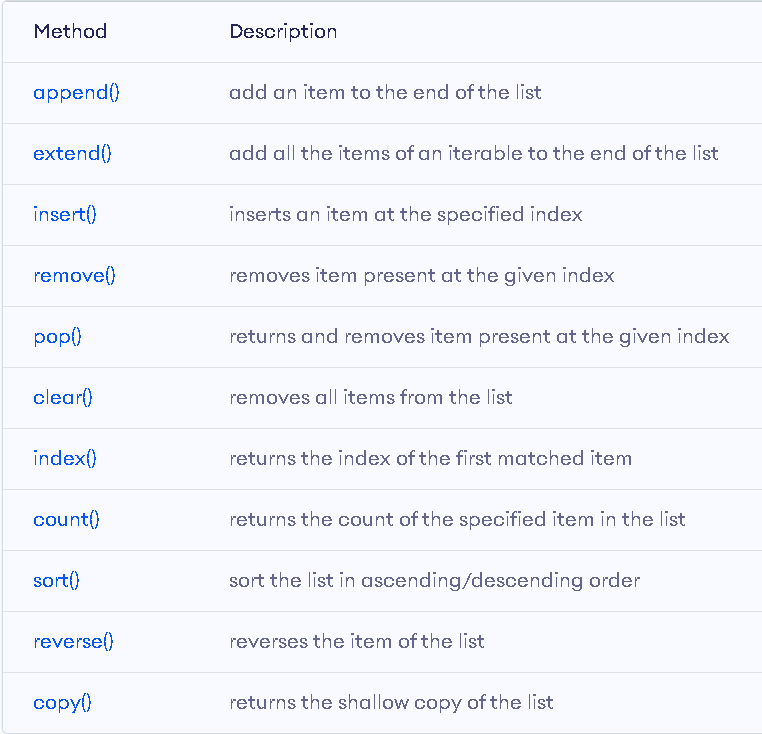 Method Description
append() add an item to the end of the list
extend() add all the items of an iterable to the end of the list
insert() inserts an item at the specified index
remove() removes item present at the given index
pop() returns and removes item present at the given index
clear() removes all items from the list
index() returns the index of the first matched item
count() returns the count of the specified item in the list
sort() sort the list in ascending/descending order
reverse() reverses the item of the list
copy() returns the shallow copy of the list